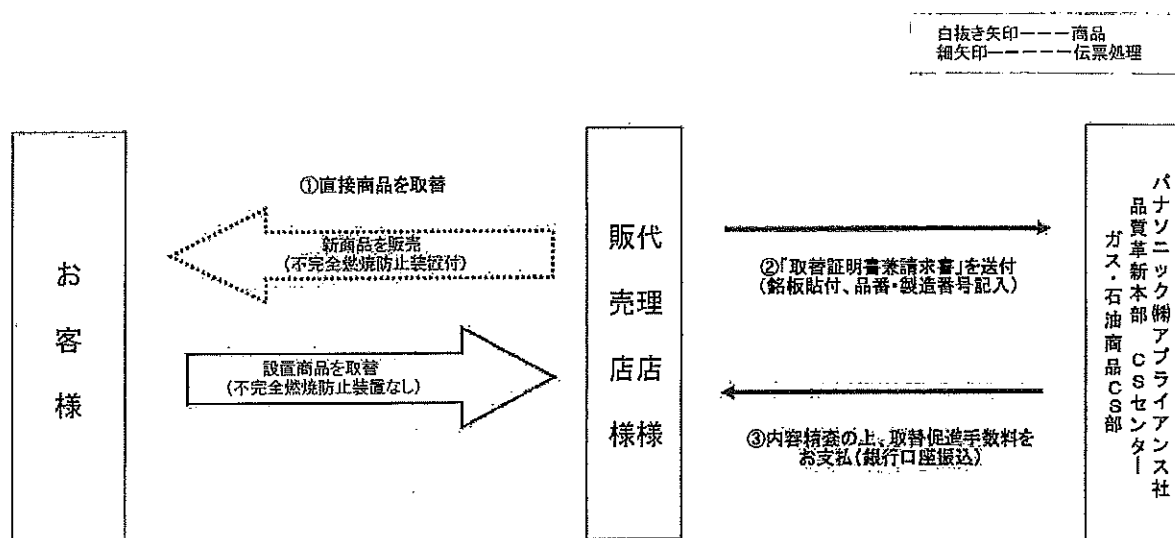 白抜き矢印―――商品
細矢印―――――伝票処理
お客様
①直接商品を取替
新商品を販売
(不完全燃焼防止装置付)
設置商品を取替
(不完全燃焼防止装置なし)
代理店様
販売店様
②「取替証明書兼請求書」を送付
(銘板貼付、品番・製造番号記入)
③内容精査の上、取替促進手数料を
お支払(銀行口座振込)
パナソニック㈱アプライアンス社
品質革新本部 CSセンター
ガス・石油商品CS部